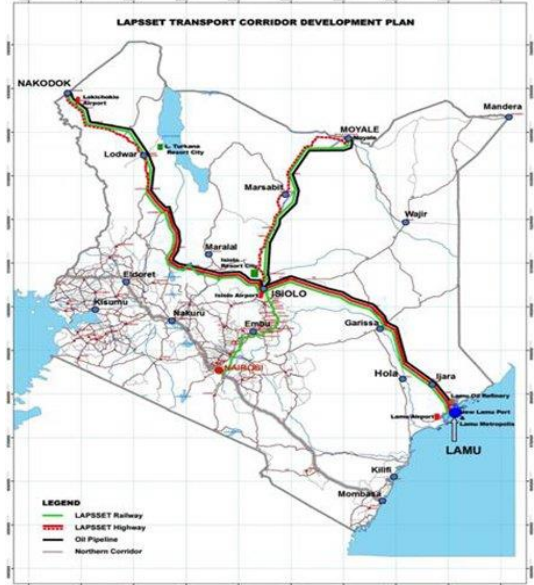 LAPSSET TRANSPORT CORRIDOR DEVELOPMENT PLAN
NAKODOK
Lokichokio
Airport
Mandera
MOYALE
Moyale
Lodwar
L. Turkana
Resort City
Marsabit
Wajir
Maralal
Isiolo
Resort City
Eldoret
ISIOLO
Isiolo Airport
Kisumu
Nakuru
Embu
Garissa
NAIROBI
Hola
Ijara
Lamu Oil Refinery
New Lamu Port
Lamu Airport
Lamu Metropolis
LAMU
Kilifi
Mombasa
LEGEND
LAPSSET Railway
LAPSSET Highway
Oil Pipeline
Northern Corridor